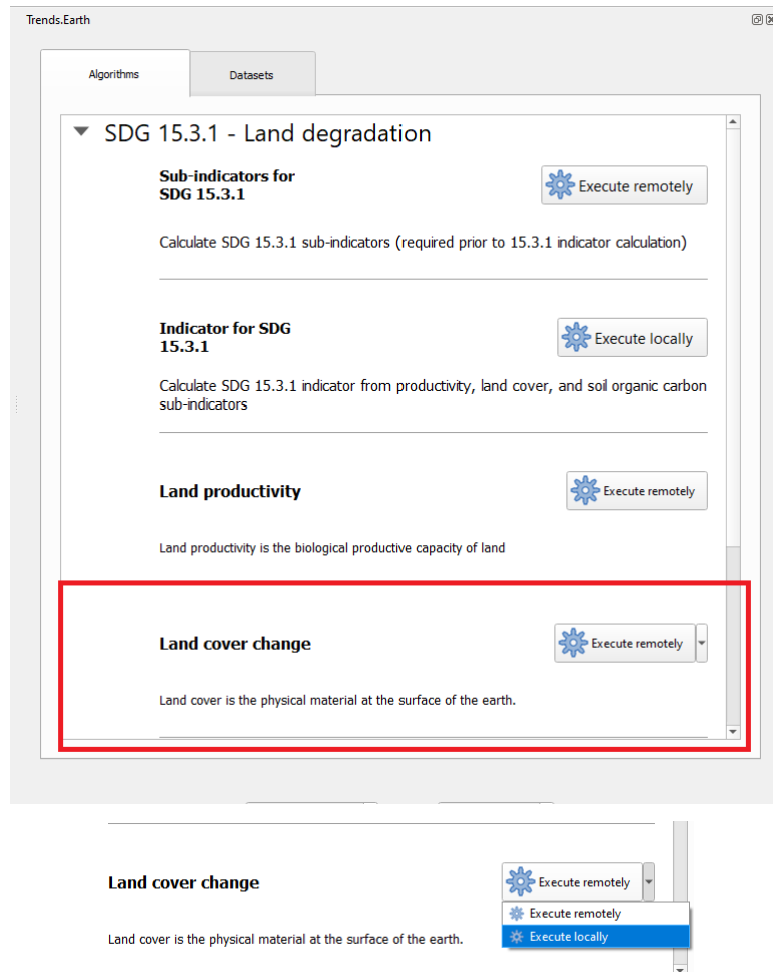 Trends.Earth
Algorithms
Datasets
SDG 15.3.1 - Land degradation
Sub-indicators for
SDG 15.3.1
Execute remotely
Calculate SDG 15.3.1 sub-indicators (required prior to 15.3.1 indicator calculation)
Indicator for SDG
15.3.1
Execute locally
Calculate SDG 15.3.1 indicator from productivity, land cover, and soil organic carbon
sub-indicators
Land productivity
Execute remotely
Land productivity is the biological productive capacity of land
Land cover change
Execute remotely
Land cover is the physical material at the surface of the earth.
Land cover change
Execute remotely
Execute remotely
Execute locally
Land cover is the physical material at the surface of the earth.